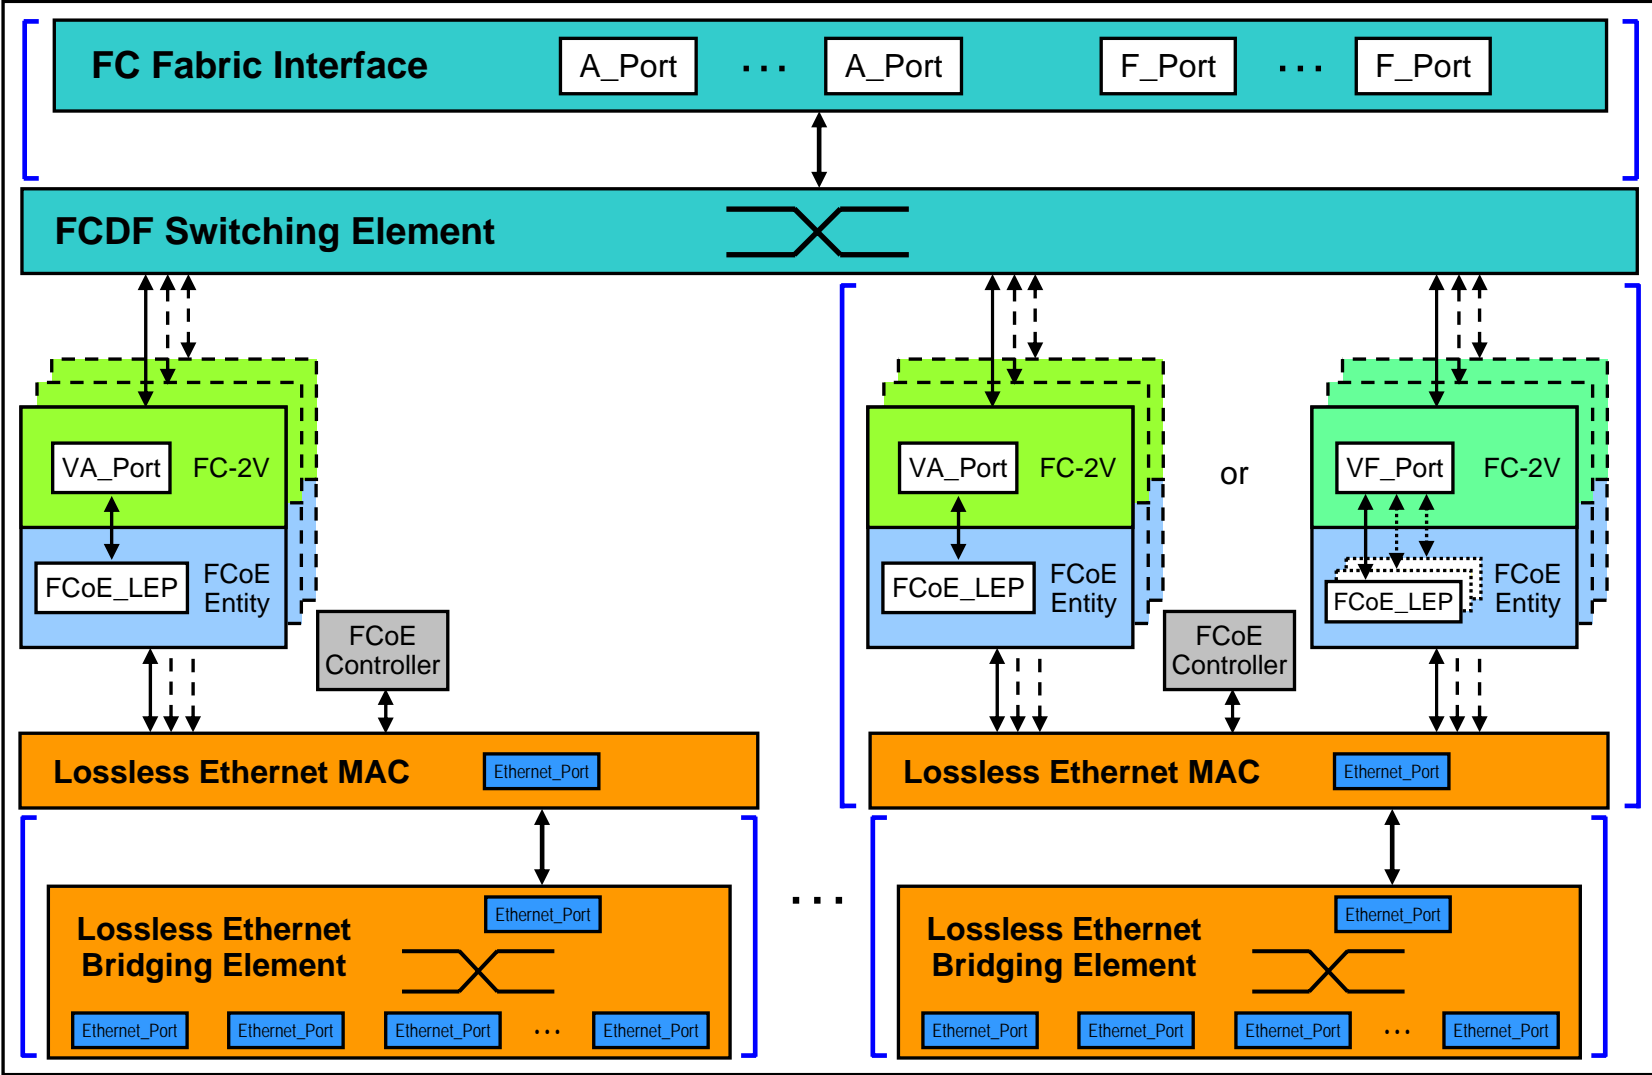 FC Fabric Interface A_Port ... A_Port F_Port ... F_Port
FCDF Switching Element
VA_Port FC-2V
FCoE_LEP FCoE
Entity
FCoE
Controller
VA_Port FC-2V
FCoE_LEP FCoE
Entity
or
FCoE
Controller
VF_Port FC-2V
FCoE_LEP FCoE
Entity
Lossless Ethernet MAC Ethernet_Port
Lossless Ethernet MAC Ethernet_Port
Ethernet_Port
Lossless Ethernet
Bridging Element
Ethernet_Port Ethernet_Port Ethernet_Port ... Ethernet_Port
...
Ethernet_Port
Lossless Ethernet
Bridging Element
Ethernet_Port Ethernet_Port Ethernet_Port ... Ethernet_Port